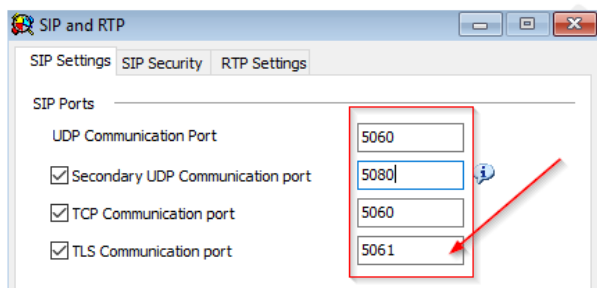 SIP and RTP
SIP Settings SIP Security RTP Settings
SIP Ports
UDP Communication Port 5060
Secondary UDP Communication port 5080
TCP Communication port 5060
TLS Communication port 5061